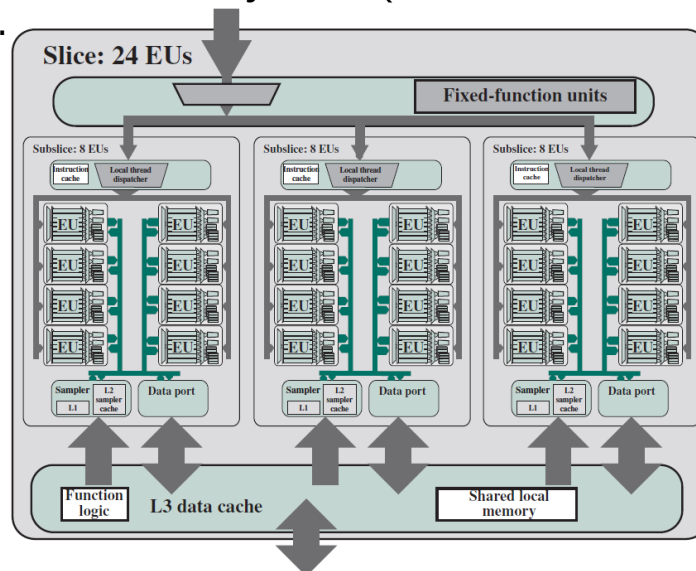 Slice: 24 EUs
Fixed-function units
Subslice: 8 EUs
Instruction
cache
Local thread
dispatcher
EU EU
EU EU
EU EU
EU EU
Sampler
L1
L2
sampler
cache
Data port
Subslice: 8 EUs
Instruction
cache
Local thread
dispatcher
EU EU
EU EU
EU EU
EU EU
Sampler
L1
L2
sampler
cache
Data port
Subslice: 8 EUs
Instruction
cache
Local thread
dispatcher
EU EU
EU EU
EU EU
EU EU
Sampler
L1
L2
sampler
cache
Data port
Function
logic
L3 data cache
Shared local
memory